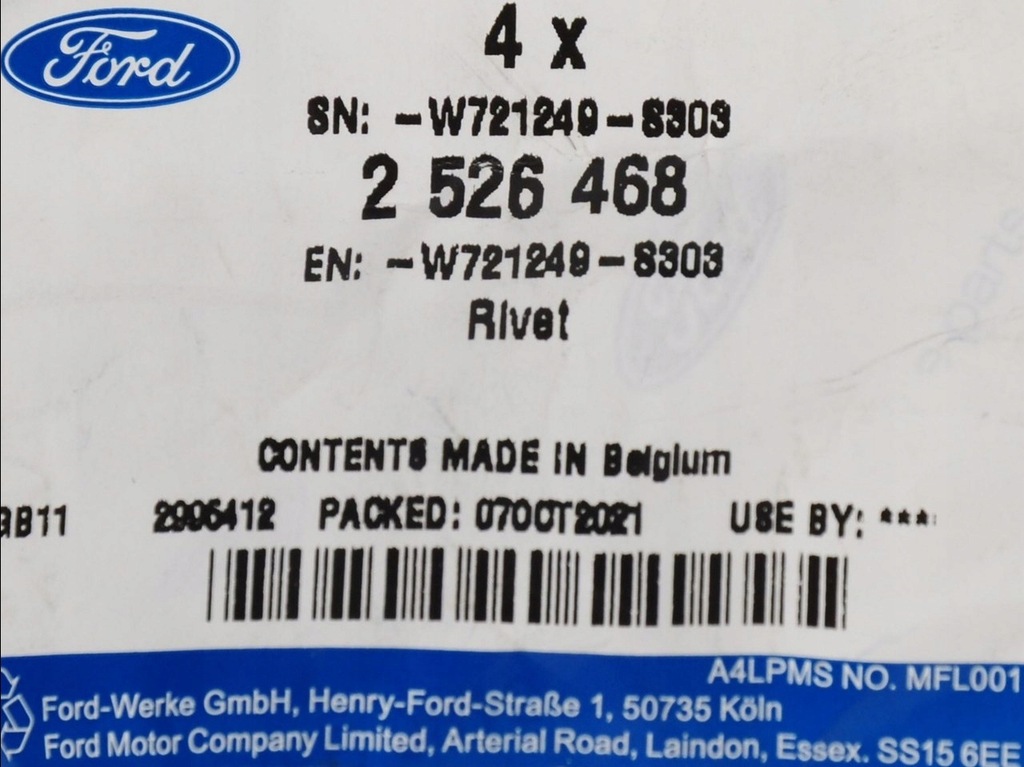 Ford
4 x
SN: -W721249-S303
2 526 468
EN: -W721249-S303
Rivet
CONTENTS MADE IN Belgium
2995412 PACKED: 07OCT2021 USE BY: ***
A4LPMS NO. MFL001
Ford-Werke GmbH, Henry-Ford-Straße 1, 50735 Köln
Ford Motor Company Limited, Arterial Road, Laindon, Essex. SS15 6EE